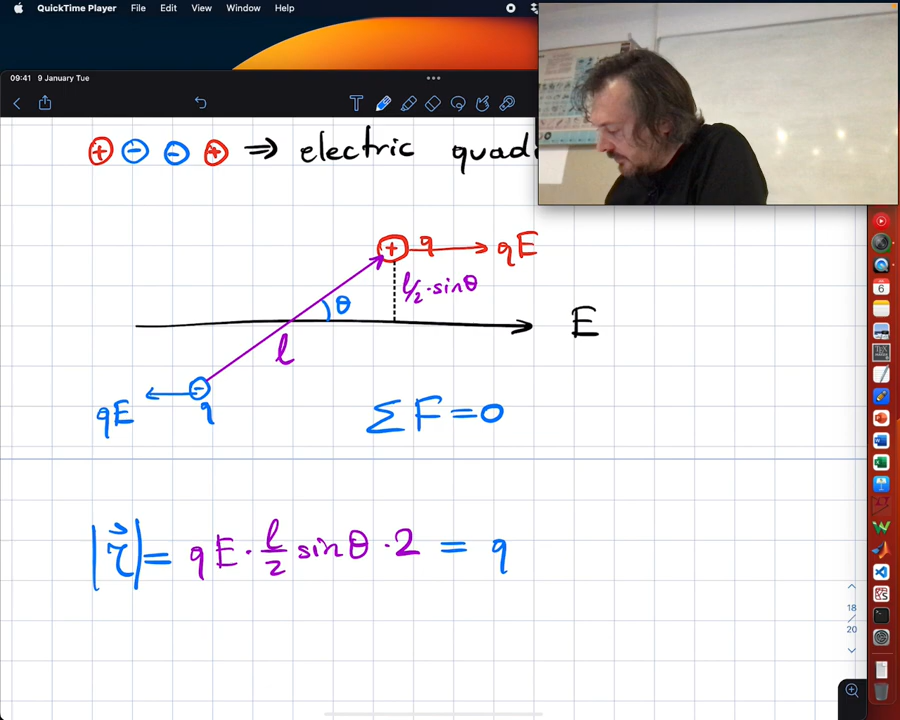 QuickTime Player File Edit View Window Help
09:41 9 January Tue
T
+ − − + ⇒ electric quad
+ q qE
l/2·sinθ
θ
E
l
− q
qE
ΣF=0
|τ⃗|= qE·l/2 sinθ·2 = q
18
/
20
6